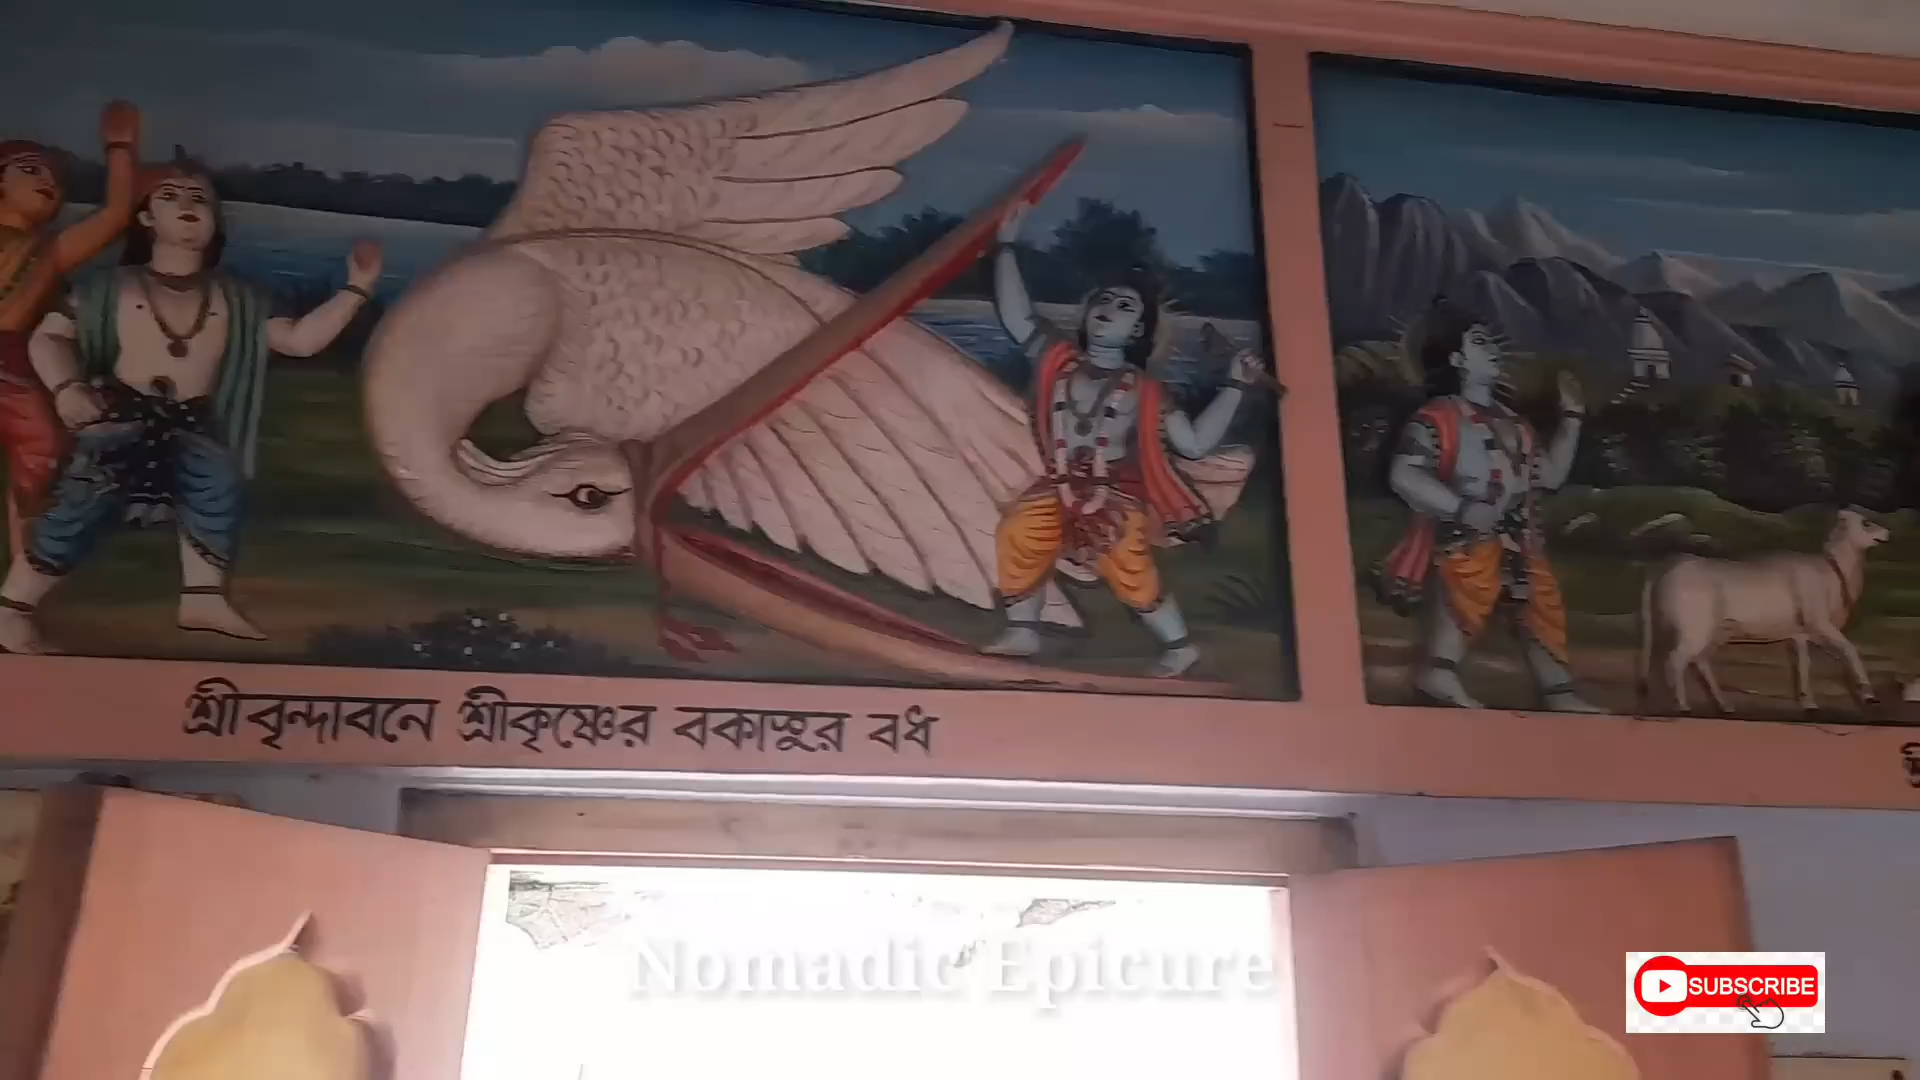 শ্রীবৃন্দাবনে শ্রীকৃষ্ণের বকাসুর বধ
Nomadic Epicure
SUBSCRIBE